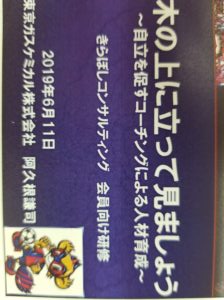 木の上に立って見ましょう
～自立を促すコーチングによる人材育成～
きらぼしコンサルティング 会員向け研修
2019年6月11日
東京ガスケミカル株式会社 阿久根謙司